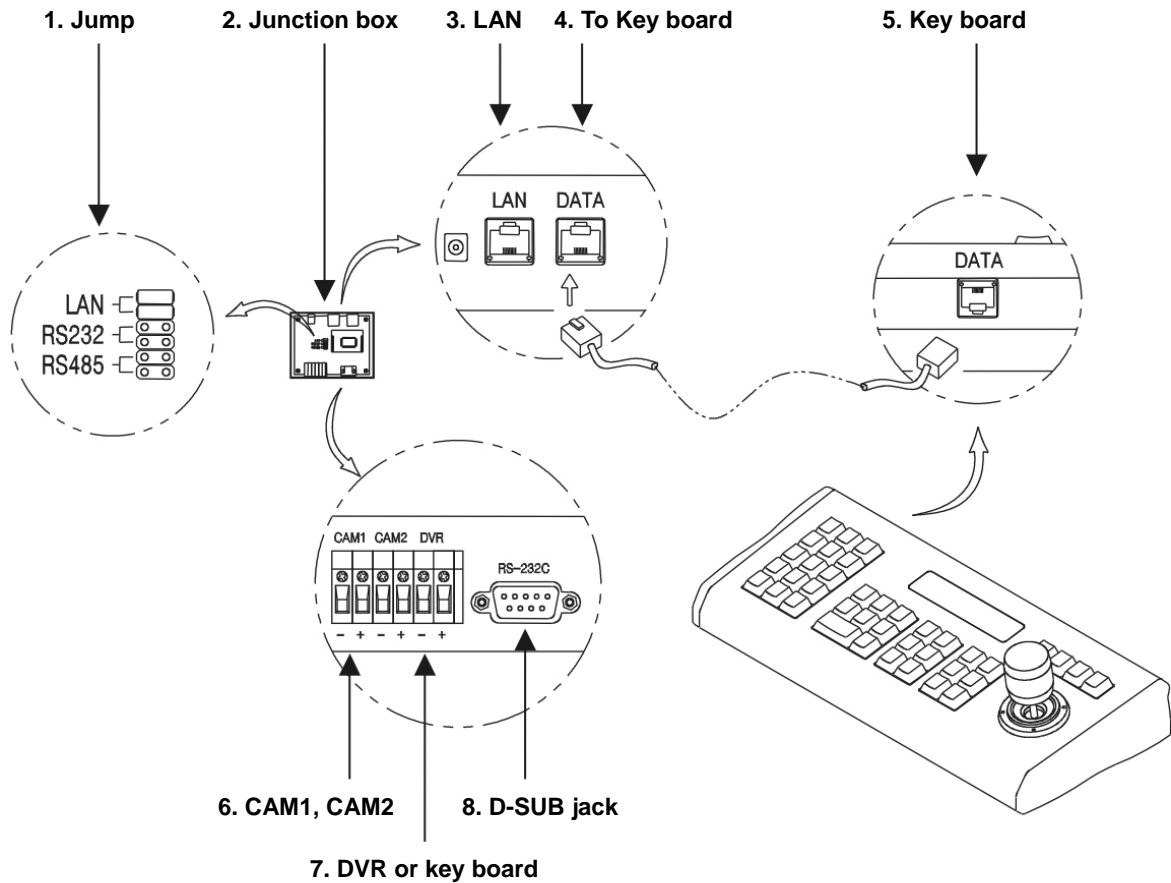 1. Jump
2. Junction box
3. LAN
4. To Key board
5. Key board
LAN DATA
DATA
LAN
RS232
RS485
CAM1 CAM2 DVR
RS-232C
- + - + - +
6. CAM1, CAM2
8. D-SUB jack
7. DVR or key board